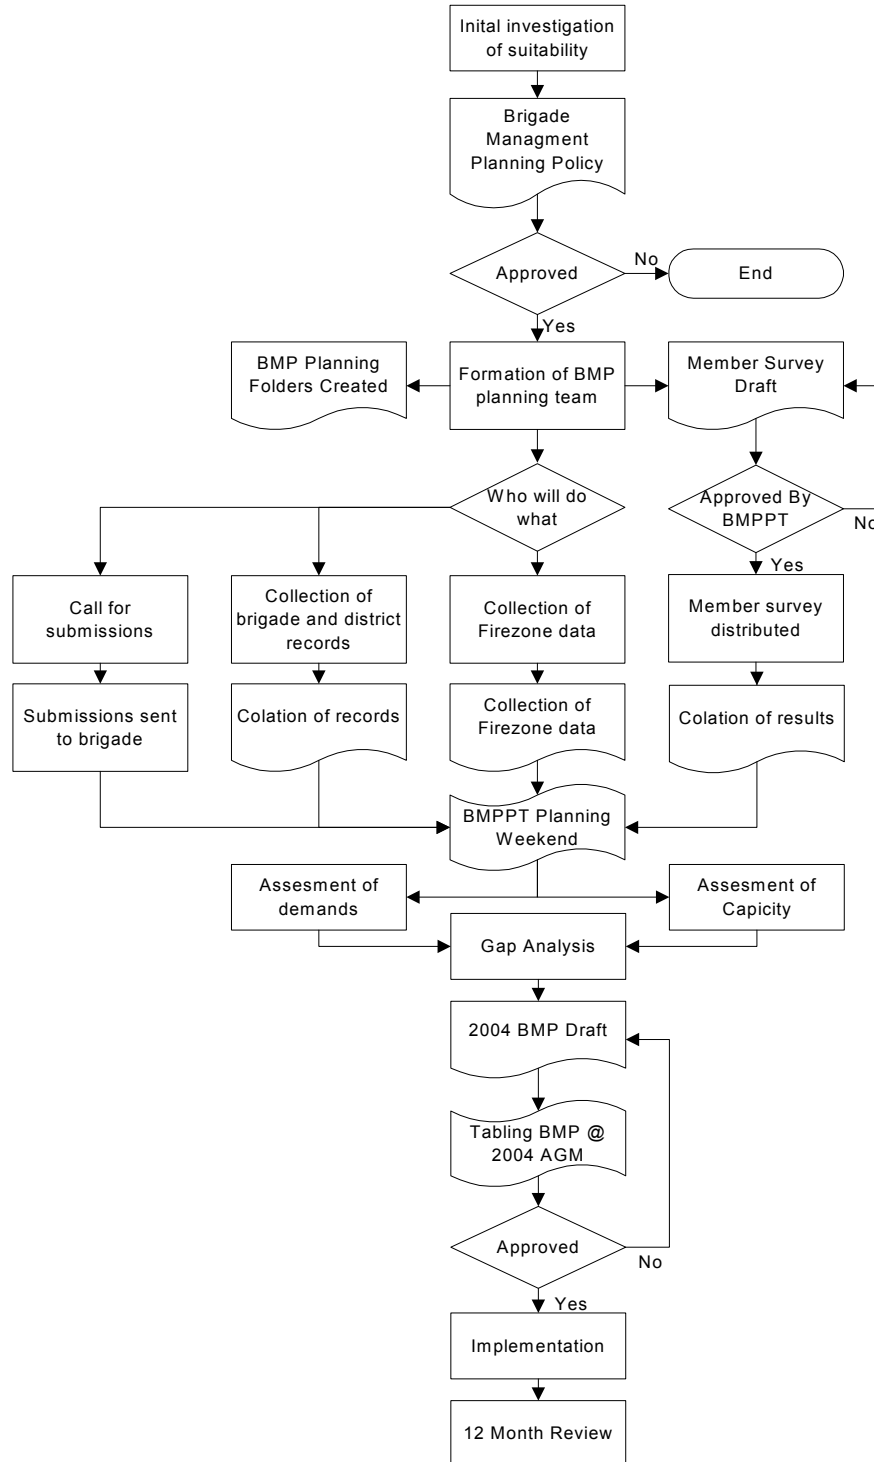 Inital investigation
of suitability
Brigade
Managment
Planning Policy
Approved
No
End
Yes
BMP Planning
Folders Created
Formation of BMP
planning team
Member Survey
Draft
Who will do
what
Approved By
BMPPT
No
Yes
Call for
submissions
Collection of
brigade and district
records
Collection of
Firezone data
Member survey
distributed
Submissions sent
to brigade
Colation of records
Collection of
Firezone data
Colation of results
BMPPT Planning
Weekend
Assesment of
demands
Assesment of
Capicity
Gap Analysis
2004 BMP Draft
Tabling BMP @
2004 AGM
Approved
No
Yes
Implementation
12 Month Review